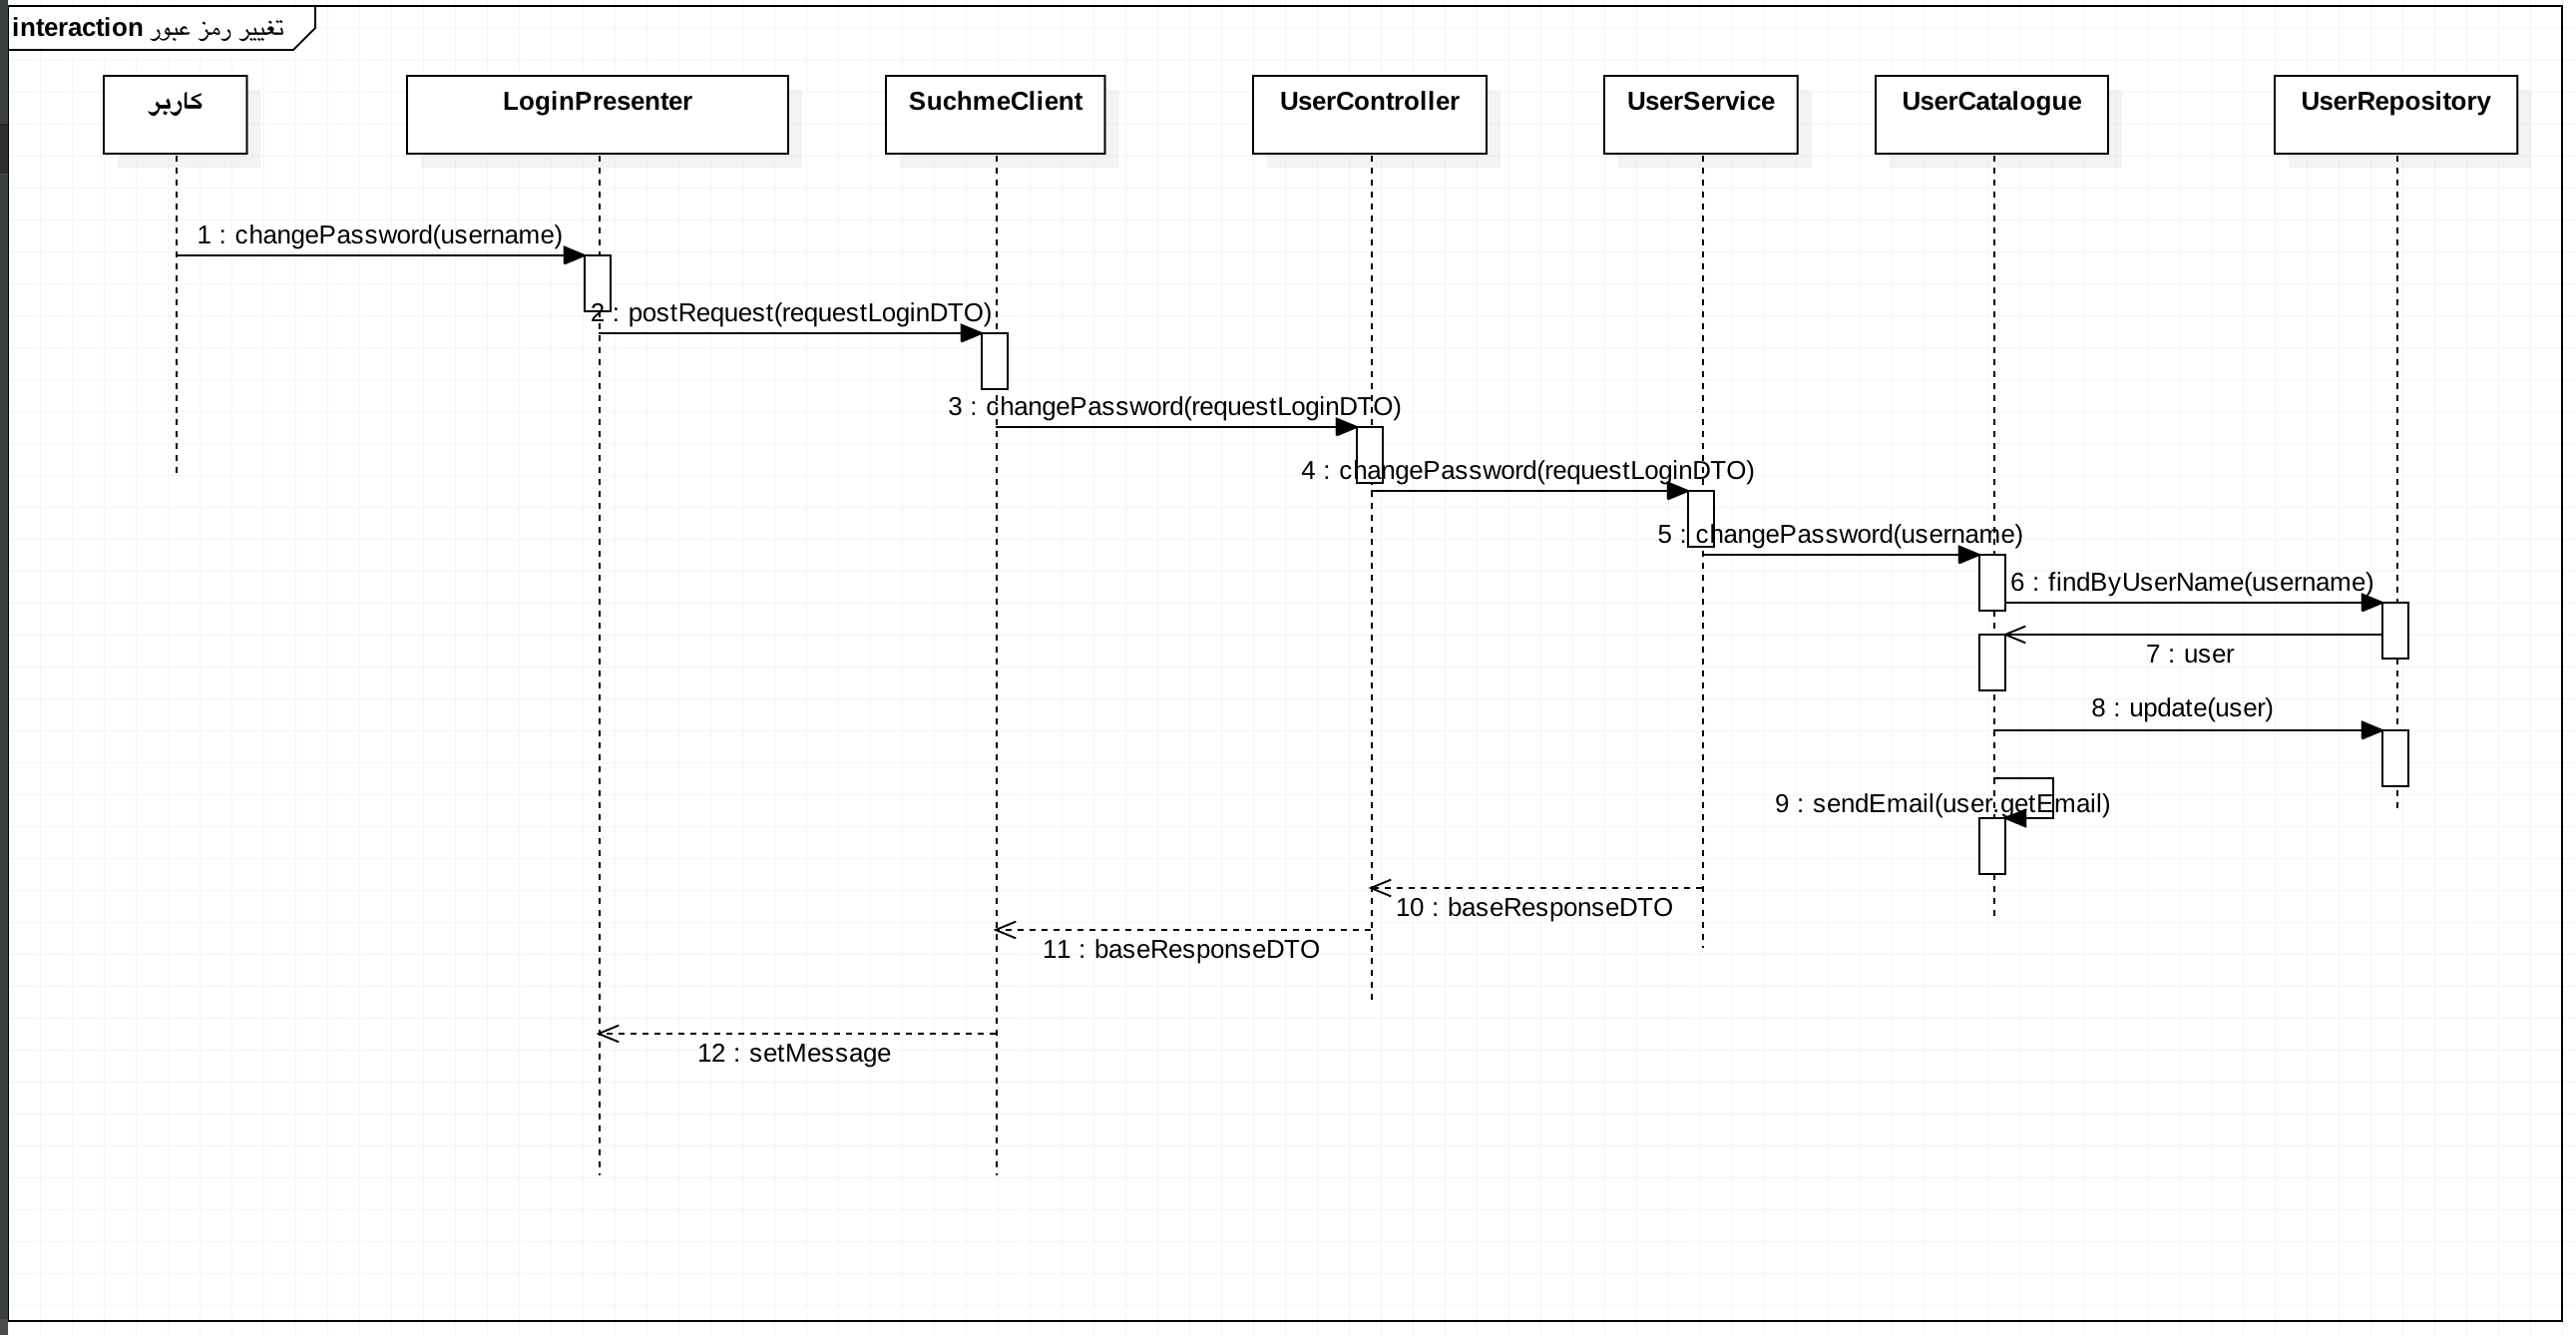 interaction تغییر رمز عبور
کاربر
LoginPresenter
SuchmeClient
UserController
UserService
UserCatalogue
UserRepository
1 : changePassword(username)
2 : postRequest(requestLoginDTO)
3 : changePassword(requestLoginDTO)
4 : changePassword(requestLoginDTO)
5 : changePassword(username)
6 : findByUserName(username)
7 : user
8 : update(user)
9 : sendEmail(user.getEmail)
10 : baseResponseDTO
11 : baseResponseDTO
12 : setMessage